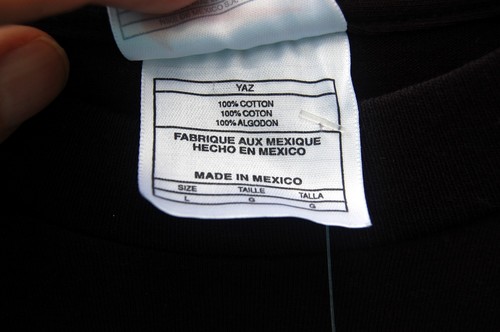 YAZ
100% COTTON
100% COTON
100% ALGODON
FABRIQUE AUX MEXIQUE
HECHO EN MEXICO
MADE IN MEXICO
SIZE TAILLE TALLA
L G G